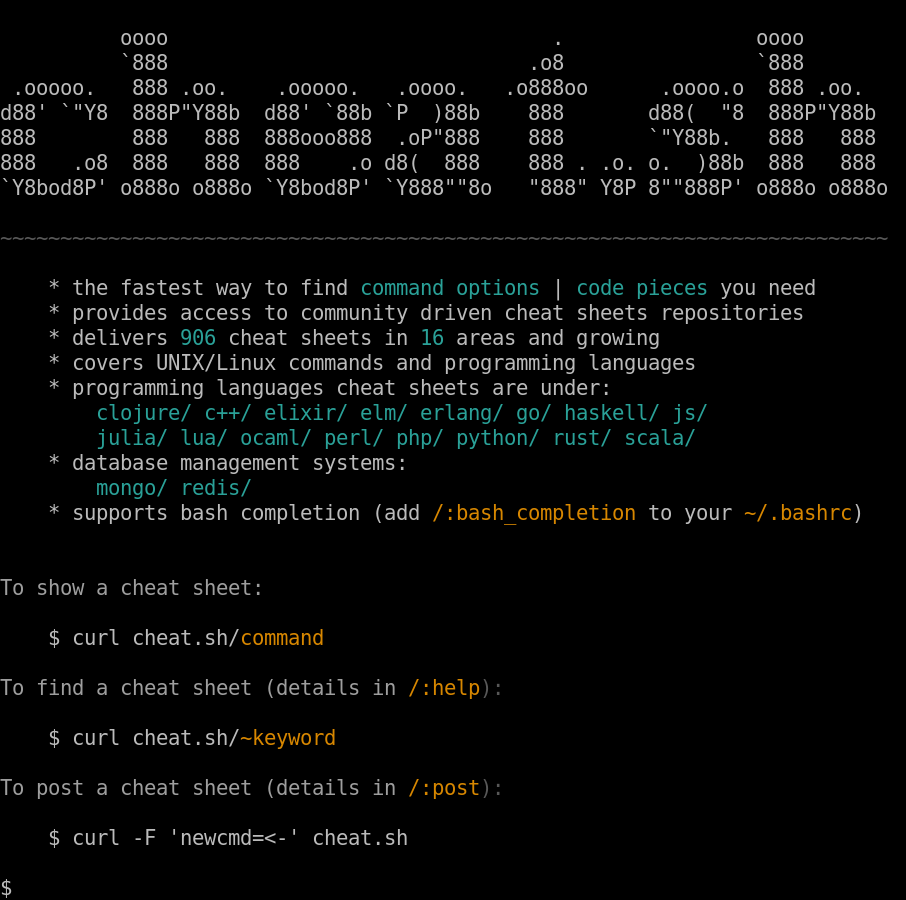 oooo                                .                oooo
         `888                              .o8                `888
 .ooooo.   888 .oo.    .ooooo.   .oooo.   .o888oo      .oooo.o  888 .oo.
d88' `"Y8  888P"Y88b  d88' `88b `P  )88b    888       d88(  "8  888P"Y88b
888        888   888  888ooo888  .oP"888    888       `"Y88b.   888   888
888   .o8  888   888  888    .o d8(  888    888 . .o. o.  )88b  888   888
`Y8bod8P' o888o o888o `Y8bod8P' `Y888""8o   "888" Y8P 8""888P' o888o o888o
~~~~~~~~~~~~~~~~~~~~~~~~~~~~~~~~~~~~~~~~~~~~~~~~~~~~~~~~~~~~~~~~~~~~~~~~~~
    * the fastest way to find command options | code pieces you need
    * provides access to community driven cheat sheets repositories
    * delivers 906 cheat sheets in 16 areas and growing
    * covers UNIX/Linux commands and programming languages
    * programming languages cheat sheets are under:
        clojure/ c++/ elixir/ elm/ erlang/ go/ haskell/ js/
        julia/ lua/ ocaml/ perl/ php/ python/ rust/ scala/
    * database management systems:
        mongo/ redis/
    * supports bash completion (add /:bash_completion to your ~/.bashrc)
To show a cheat sheet:
    $ curl cheat.sh/command
To find a cheat sheet (details in /:help):
    $ curl cheat.sh/~keyword
To post a cheat sheet (details in /:post):
    $ curl -F 'newcmd=<-' cheat.sh
$